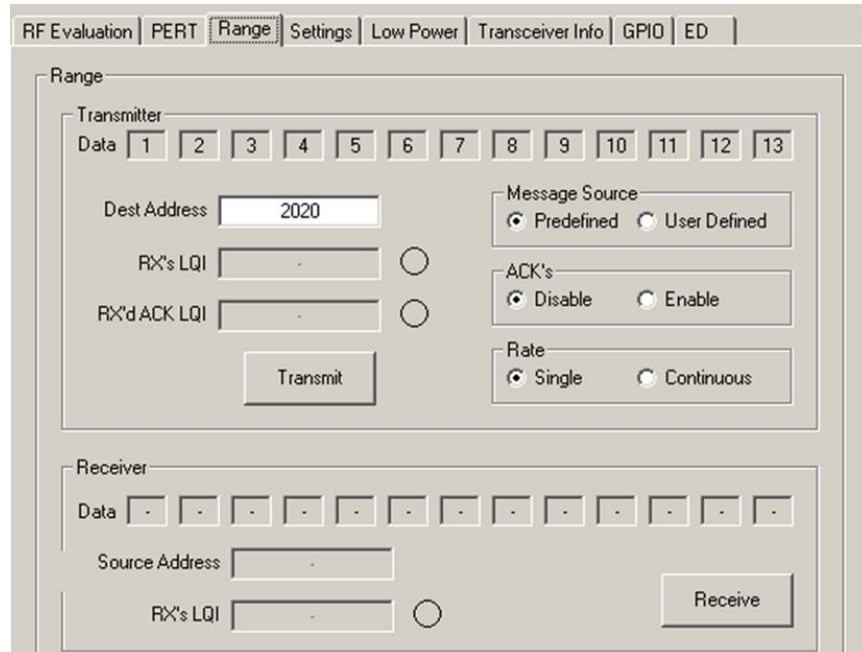 RF Evaluation PERT Range Settings Low Power Transceiver Info GPIO ED
Range
Transmitter
Data 1 2 3 4 5 6 7 8 9 10 11 12 13
Dest Address 2020
RX's LQI -
RX'd ACK LQI -
Transmit
Message Source
Predefined User Defined
ACK's
Disable Enable
Rate
Single Continuous
Receiver
Data - - - - - - - - - - - - -
Source Address -
RX's LQI -
Receive